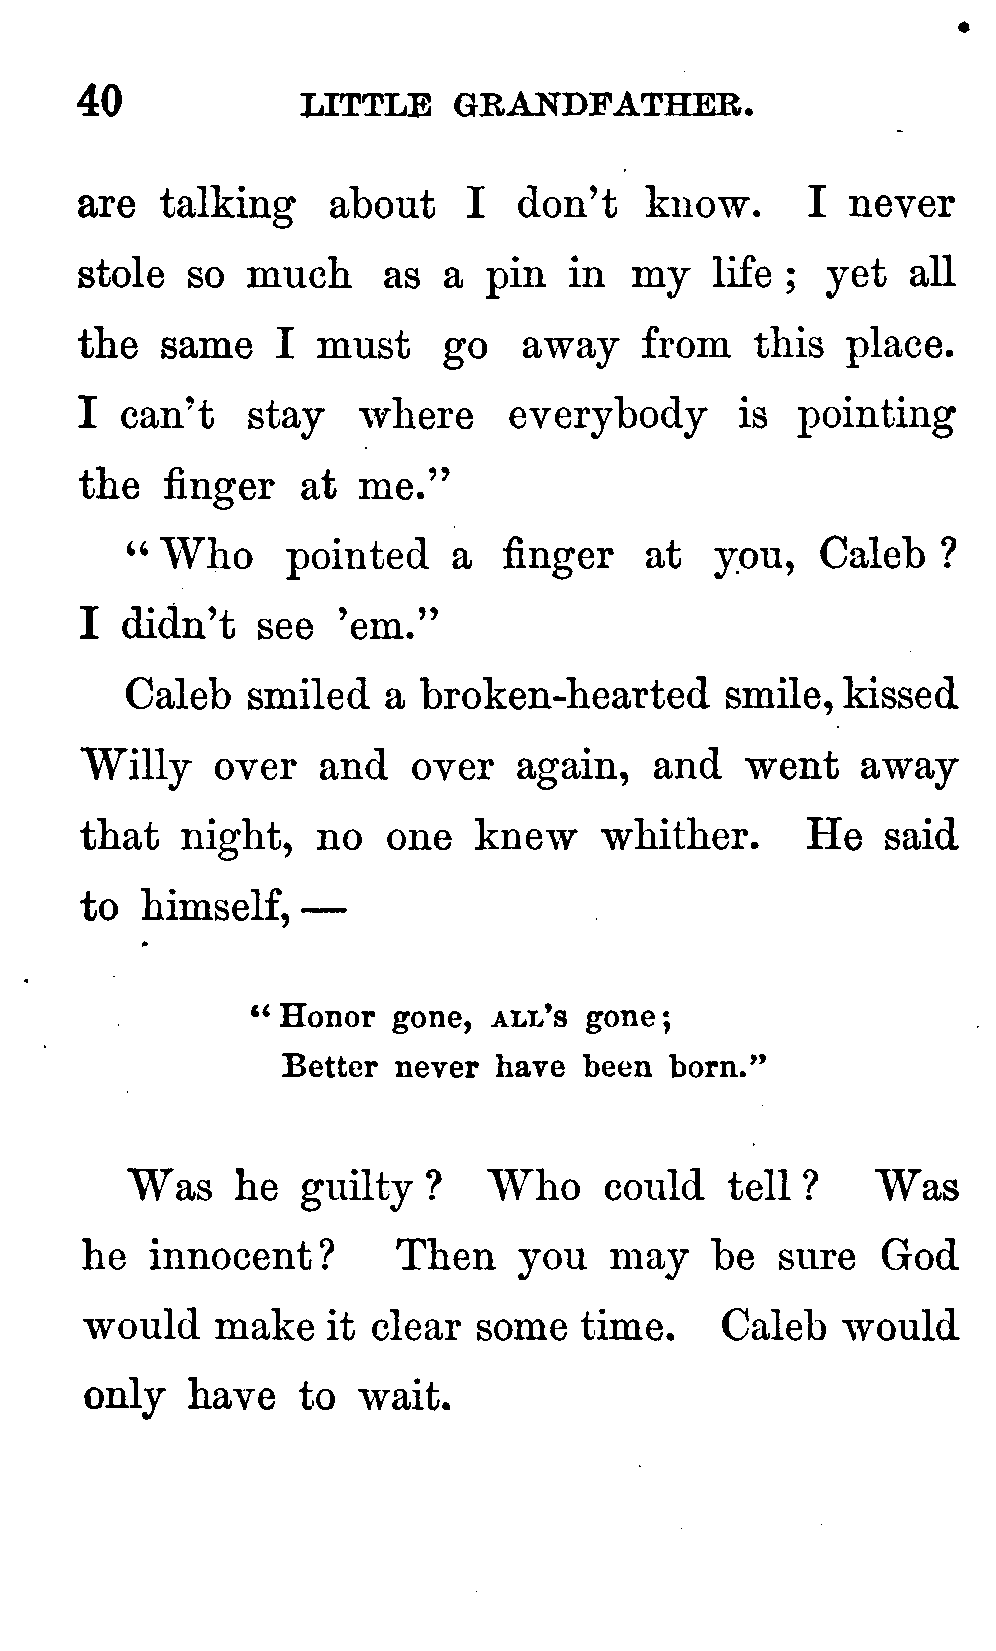 40 LITTLE GRANDFATHER.
are talking about I don't know. I never
stole so much as a pin in my life; yet all
the same I must go away from this place.
I can't stay where everybody is pointing
the finger at me."
"Who pointed a finger at you, Caleb?
I didn't see 'em."
Caleb smiled a broken-hearted smile, kissed
Willy over and over again, and went away
that night, no one knew whither. He said
to himself, —
"Honor gone, ALL'S gone;
Better never have been born."
Was he guilty? Who could tell? Was
he innocent? Then you may be sure God
would make it clear some time. Caleb would
only have to wait.